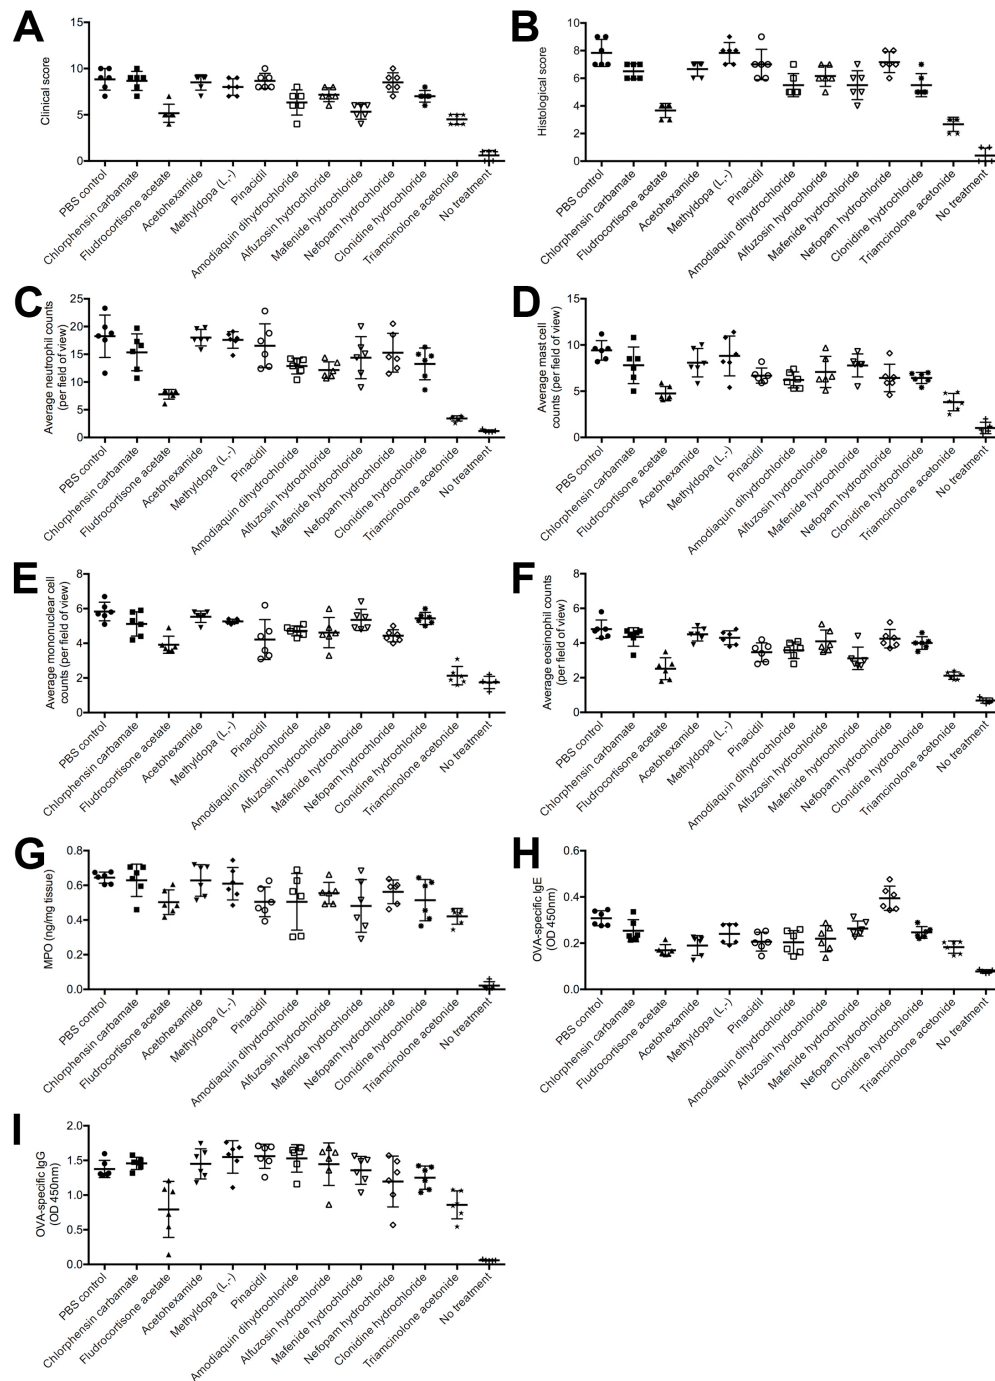 A
Clinical score
15
10
5
0
PBS control
Chlorphensin carbamate
Fludrocortisone acetate
Acetohexamide
Methyldopa (L,-)
Pinacidil
Amodiaquin dihydrochloride
Alfuzosin hydrochloride
Mafenide hydrochloride
Nefopam hydrochloride
Clonidine hydrochloride
Triamcinolone acetonide
No treatment
B
Histological score
10
8
6
4
2
0
PBS control
Chlorphensin carbamate
Fludrocortisone acetate
Acetohexamide
Methyldopa (L,-)
Pinacidil
Amodiaquin dihydrochloride
Alfuzosin hydrochloride
Mafenide hydrochloride
Nefopam hydrochloride
Clonidine hydrochloride
Triamcinolone acetonide
No treatment
C
Average neutrophil counts
(per field of view)
25
20
15
10
5
0
PBS control
Chlorphensin carbamate
Fludrocortisone acetate
Acetohexamide
Methyldopa (L,-)
Pinacidil
Amodiaquin dihydrochloride
Alfuzosin hydrochloride
Mafenide hydrochloride
Nefopam hydrochloride
Clonidine hydrochloride
Triamcinolone acetonide
No treatment
D
Average mast cell
counts (per field of view)
15
10
5
0
PBS control
Chlorphensin carbamate
Fludrocortisone acetate
Acetohexamide
Methyldopa (L,-)
Pinacidil
Amodiaquin dihydrochloride
Alfuzosin hydrochloride
Mafenide hydrochloride
Nefopam hydrochloride
Clonidine hydrochloride
Triamcinolone acetonide
No treatment
E
Average mononuclear cell
counts (per field of view)
8
6
4
2
0
PBS control
Chlorphensin carbamate
Fludrocortisone acetate
Acetohexamide
Methyldopa (L,-)
Pinacidil
Amodiaquin dihydrochloride
Alfuzosin hydrochloride
Mafenide hydrochloride
Nefopam hydrochloride
Clonidine hydrochloride
Triamcinolone acetonide
No treatment
F
Average eosinophil counts
(per field of view)
8
6
4
2
0
PBS control
Chlorphensin carbamate
Fludrocortisone acetate
Acetohexamide
Methyldopa (L,-)
Pinacidil
Amodiaquin dihydrochloride
Alfuzosin hydrochloride
Mafenide hydrochloride
Nefopam hydrochloride
Clonidine hydrochloride
Triamcinolone acetonide
No treatment
G
MPO (ng/mg tissue)
0.8
0.6
0.4
0.2
0.0
PBS control
Chlorphensin carbamate
Fludrocortisone acetate
Acetohexamide
Methyldopa (L,-)
Pinacidil
Amodiaquin dihydrochloride
Alfuzosin hydrochloride
Mafenide hydrochloride
Nefopam hydrochloride
Clonidine hydrochloride
Triamcinolone acetonide
No treatment
H
OVA-specific IgE
(OD 450nm)
0.6
0.4
0.2
0.0
PBS control
Chlorphensin carbamate
Fludrocortisone acetate
Acetohexamide
Methyldopa (L,-)
Pinacidil
Amodiaquin dihydrochloride
Alfuzosin hydrochloride
Mafenide hydrochloride
Nefopam hydrochloride
Clonidine hydrochloride
Triamcinolone acetonide
No treatment
I
OVA-specific IgG
(OD 450nm)
2.0
1.5
1.0
0.5
0.0
PBS control
Chlorphensin carbamate
Fludrocortisone acetate
Acetohexamide
Methyldopa (L,-)
Pinacidil
Amodiaquin dihydrochloride
Alfuzosin hydrochloride
Mafenide hydrochloride
Nefopam hydrochloride
Clonidine hydrochloride
Triamcinolone acetonide
No treatment